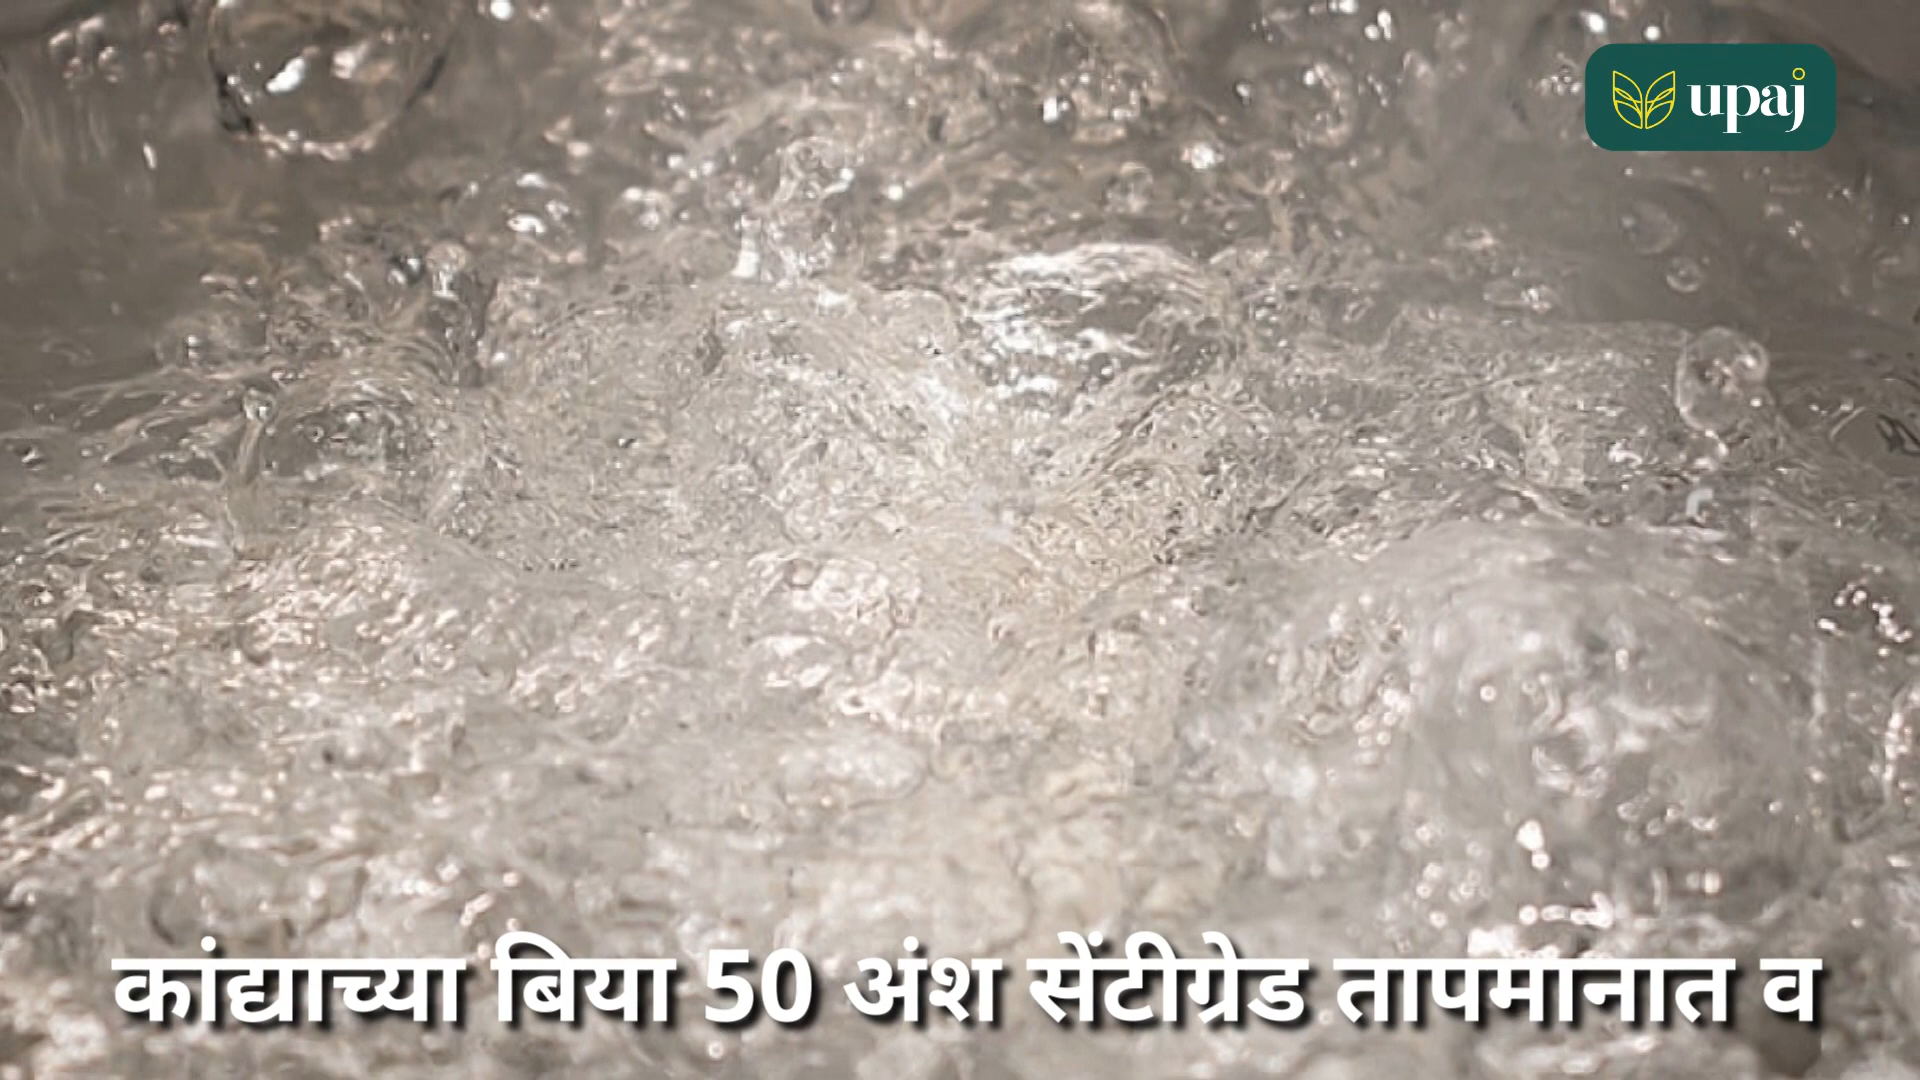 upaj
कांद्याच्या बिया 50 अंश सेंटीग्रेड तापमानात व